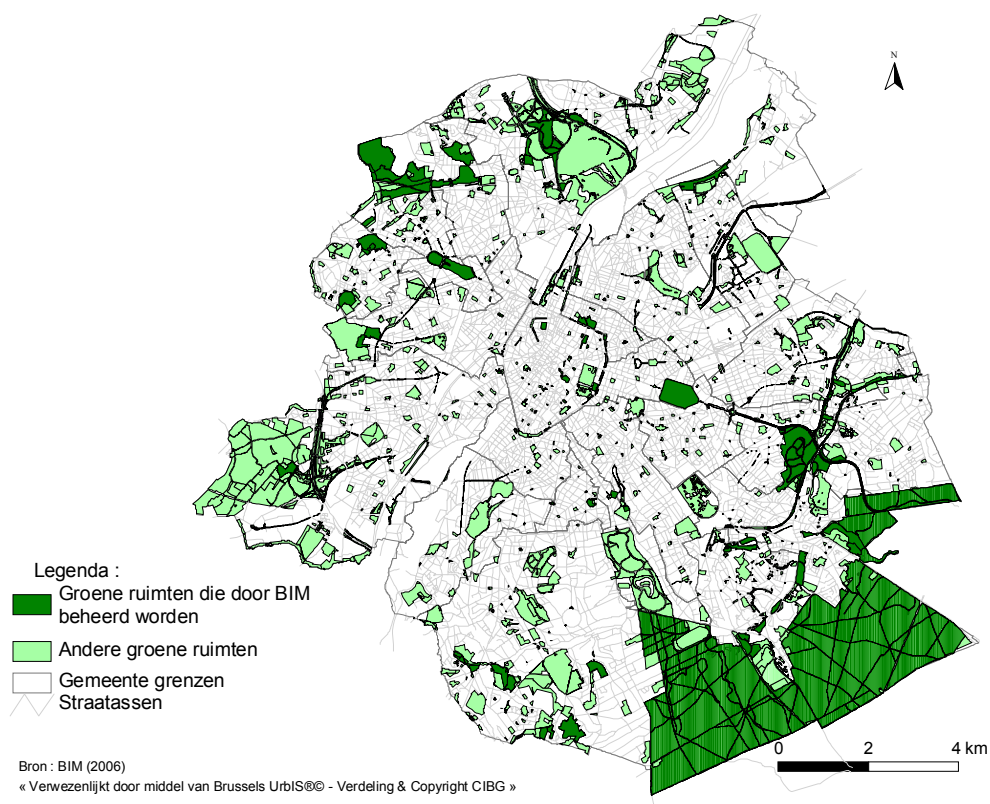 N
Legenda :
Groene ruimten die door BIM
beheerd worden
Andere groene ruimten
Gemeente grenzen
Straatassen
0 2 4 km
Bron : BIM (2006)
« Verwezenlijkt door middel van Brussels UrbIS®© - Verdeling & Copyright CIBG »